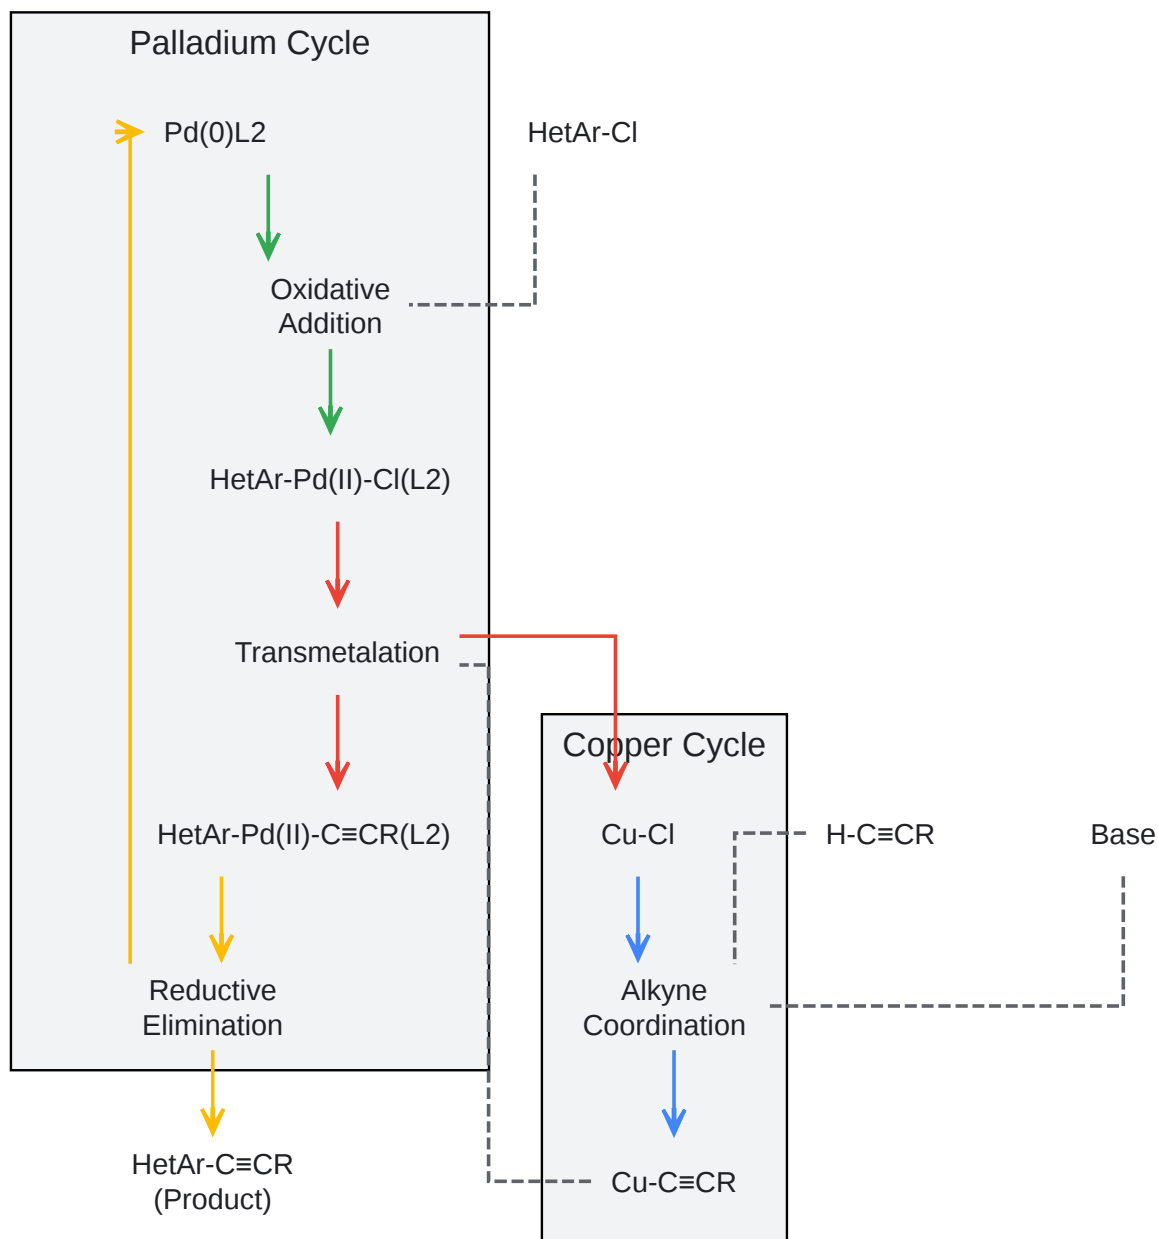 Palladium Cycle
Pd(0)L2
HetAr-Cl
Oxidative
Addition
HetAr-Pd(II)-Cl(L2)
Transmetalation
Copper Cycle
HetAr-Pd(II)-C≡CR(L2)
Cu-Cl
H-C≡CR
Base
Reductive
Elimination
Alkyne
Coordination
HetAr-C≡CR
(Product)
Cu-C≡CR